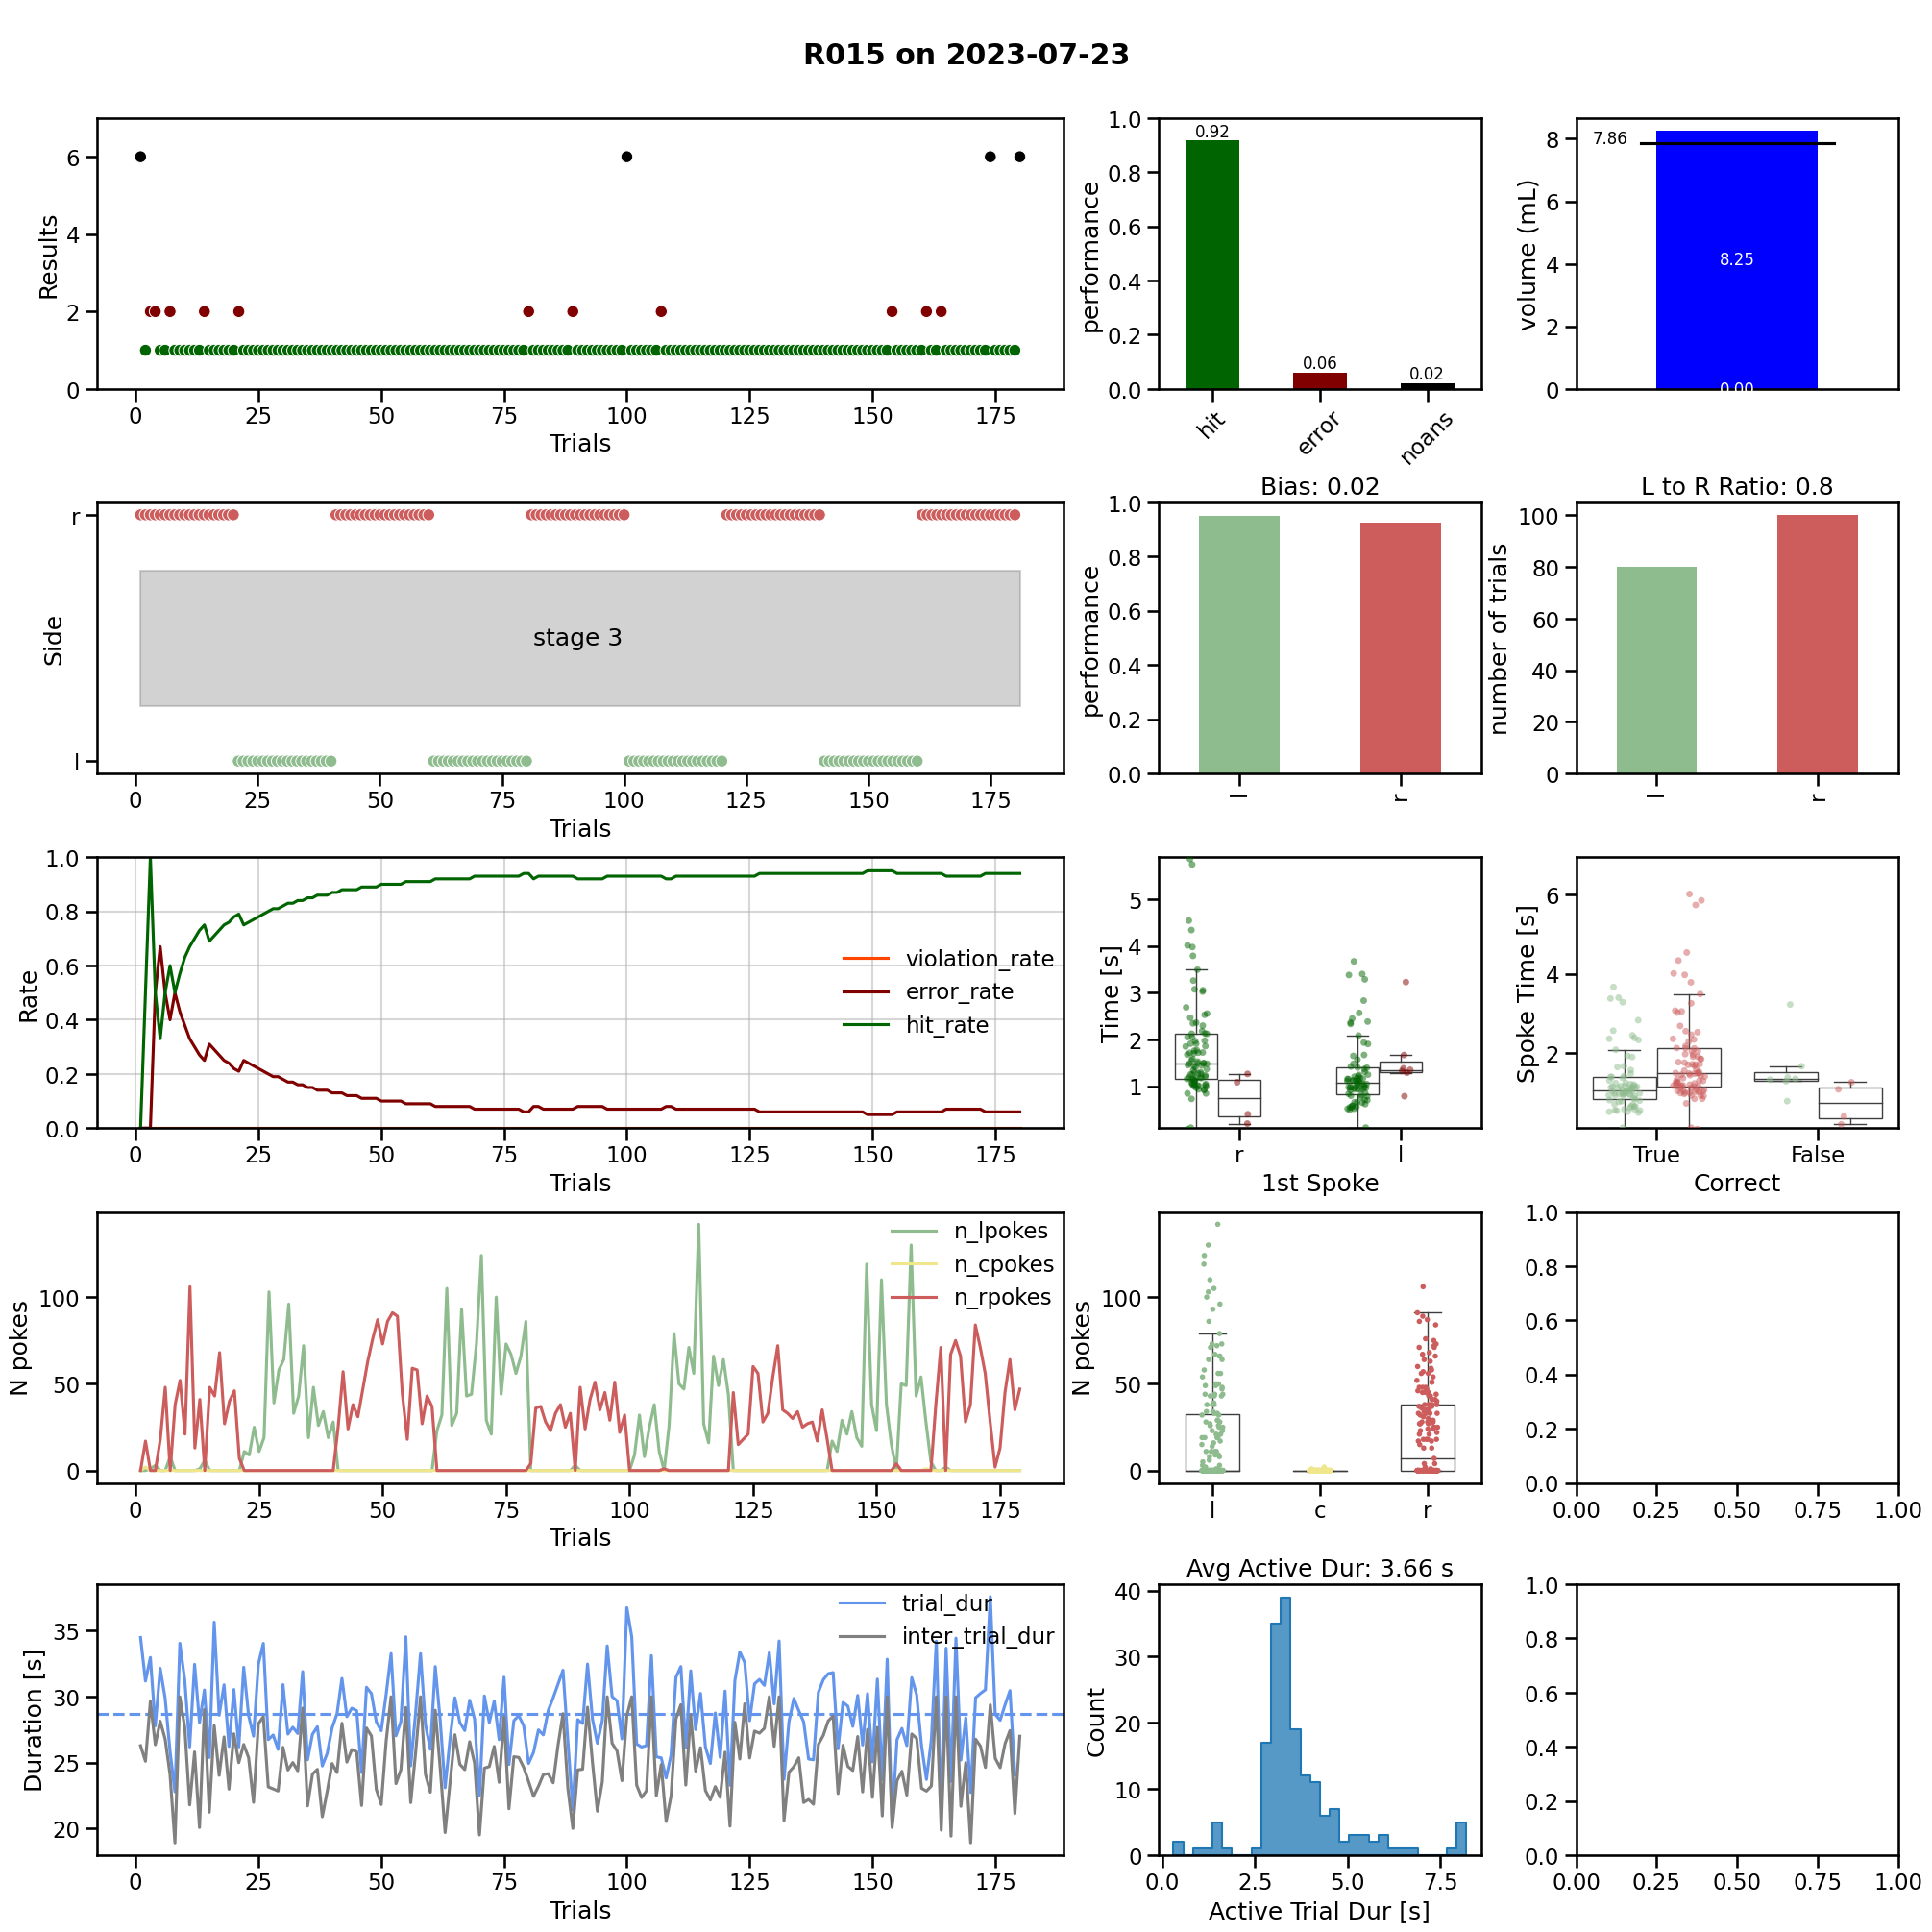 R015 on 2023-07-23
Results
6
4
2
0
0 25 50 75 100 125 150 175
Trials
performance
1.0
0.8
0.6
0.4
0.2
0.0
0.92
0.06
0.02
hit
error
noans
volume (mL)
8
6
4
2
0
7.86
8.25
0.00
Side
r
l
stage 3
0 25 50 75 100 125 150 175
Trials
Bias: 0.02
performance
1.0
0.8
0.6
0.4
0.2
0.0
l r
L to R Ratio: 0.8
number of trials
100
80
60
40
20
0
l r
Rate
1.0
0.8
0.6
0.4
0.2
0.0
violation_rate
error_rate
hit_rate
0 25 50 75 100 125 150 175
Trials
Time [s]
5
4
3
2
1
r l
1st Spoke
Spoke Time [s]
6
4
2
True False
Correct
N pokes
100
50
0
n_lpokes
n_cpokes
n_rpokes
0 25 50 75 100 125 150 175
Trials
N pokes
100
50
0
l c r
1.0
0.8
0.6
0.4
0.2
0.0
0.00 0.25 0.50 0.75 1.00
Duration [s]
35
30
25
20
trial_dur
inter_trial_dur
0 25 50 75 100 125 150 175
Trials
Avg Active Dur: 3.66 s
Count
40
30
20
10
0
0.0 2.5 5.0 7.5
Active Trial Dur [s]
1.0
0.8
0.6
0.4
0.2
0.0
0.00 0.25 0.50 0.75 1.00